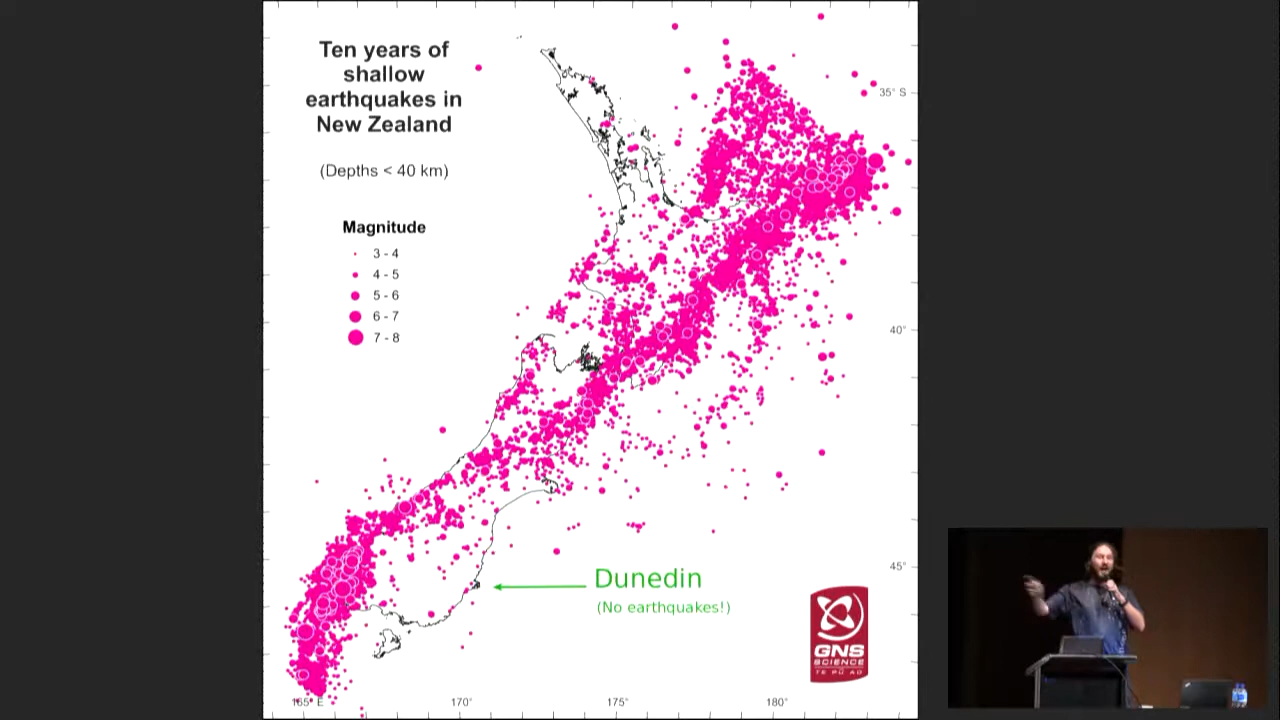 Ten years of
shallow
earthquakes in
New Zealand
(Depths < 40 km)
Magnitude
3 - 4
4 - 5
5 - 6
6 - 7
7 - 8
35° S
40°
45°
Dunedin
(No earthquakes!)
GNS
SCIENCE
TE PŪ AO
165° E
170°
175°
180°